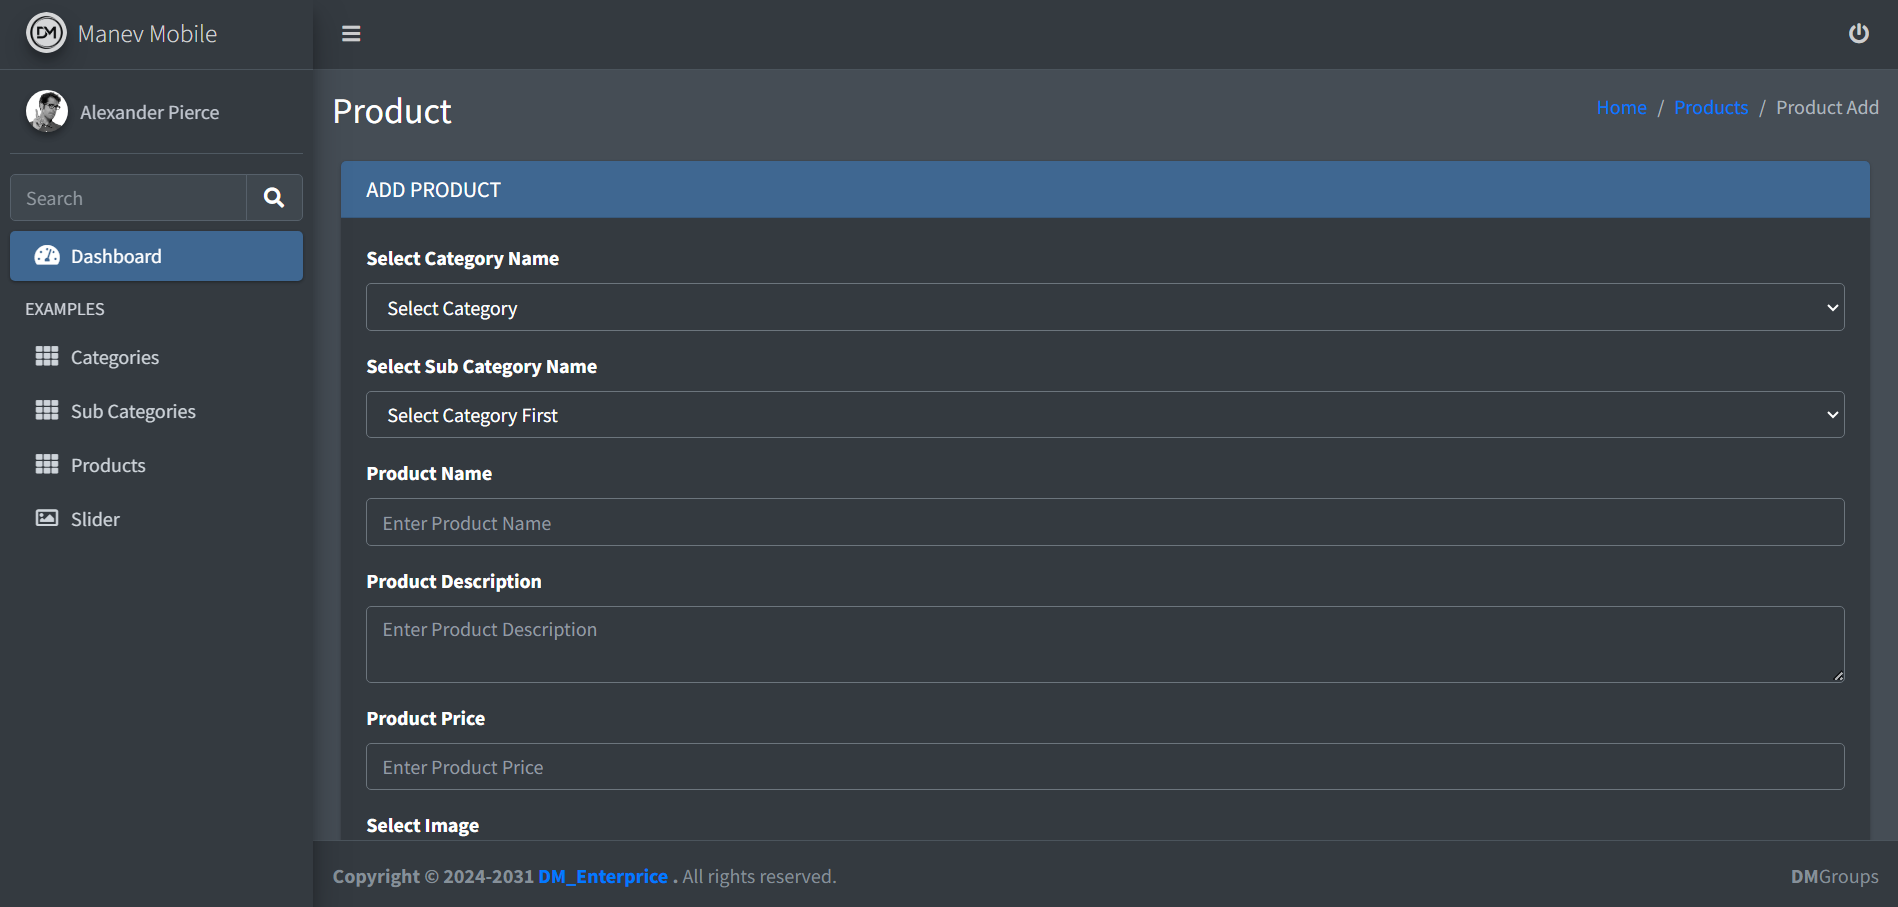 DM Manev Mobile
Alexander Pierce
Search
Dashboard
EXAMPLES
Categories
Sub Categories
Products
Slider
Product
Home / Products / Product Add
ADD PRODUCT
Select Category Name
Select Category
Select Sub Category Name
Select Category First
Product Name
Enter Product Name
Product Description
Enter Product Description
Product Price
Enter Product Price
Select Image
Copyright © 2024-2031 DM_Enterprice . All rights reserved.
DMGroups